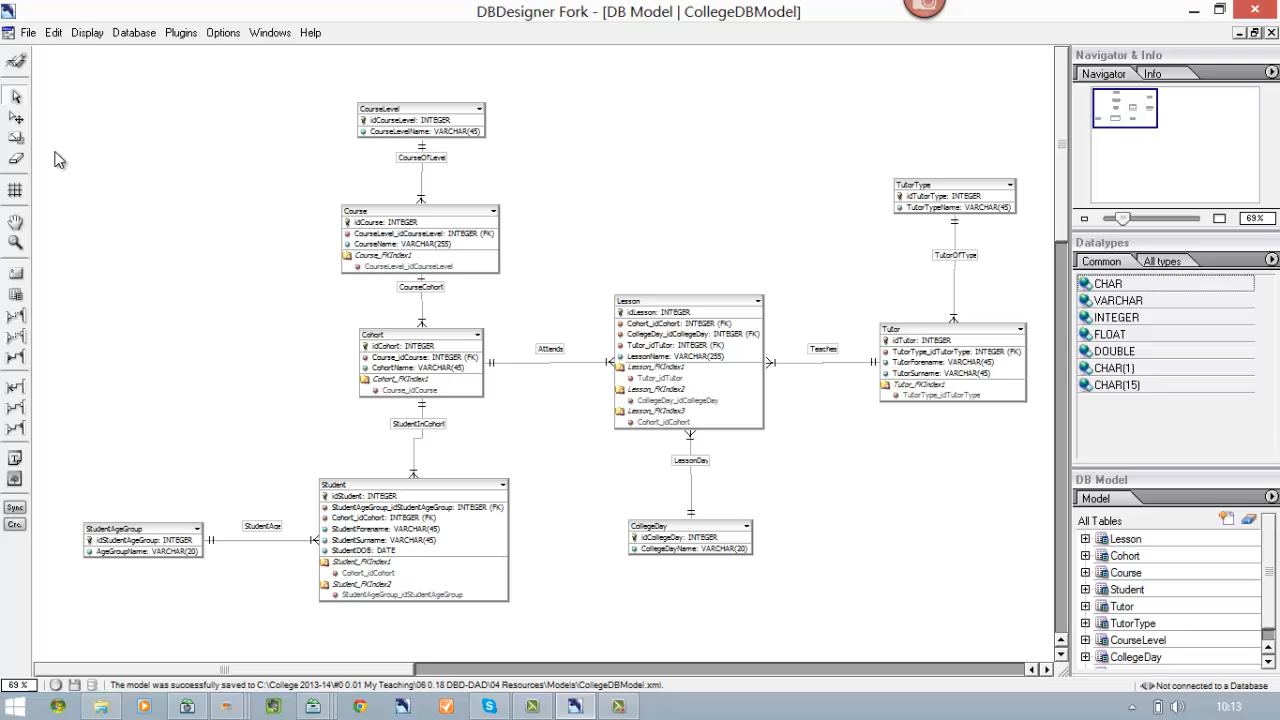 DBDesigner Fork - [DB Model | CollegeDBModel]
File Edit Display Database Plugins Options Windows Help
CourseLevel
idCourseLevel: INTEGER
CourseLevelName: VARCHAR(45)
CourseOfLevel
Course
idCourse: INTEGER
CourseLevel_idCourseLevel: INTEGER (FK)
CourseName: VARCHAR(255)
Course_FKIndex1
CourseLevel_idCourseLevel
CourseCohort
Cohort
idCohort: INTEGER
Course_idCourse: INTEGER (FK)
CohortName: VARCHAR(45)
Cohort_FKIndex1
Course_idCourse
StudentInCohort
Attends
Student
idStudent: INTEGER
StudentAgeGroup_idStudentAgeGroup: INTEGER (FK)
Cohort_idCohort: INTEGER (FK)
StudentForename: VARCHAR(45)
StudentSurname: VARCHAR(45)
StudentDOB: DATE
Student_FKIndex1
Cohort_idCohort
Student_FKIndex2
StudentAgeGroup_idStudentAgeGroup
StudentAge
StudentAgeGroup
idStudentAgeGroup: INTEGER
AgeGroupName: VARCHAR(20)
Lesson
idLesson: INTEGER
Cohort_idCohort: INTEGER (FK)
CollegeDay_idCollegeDay: INTEGER (FK)
Tutor_idTutor: INTEGER (FK)
LessonName: VARCHAR(255)
Lesson_FKIndex1
Tutor_idTutor
Lesson_FKIndex2
CollegeDay_idCollegeDay
Lesson_FKIndex3
Cohort_idCohort
LessonDay
CollegeDay
idCollegeDay: INTEGER
CollegeDayName: VARCHAR(20)
Teaches
TutorType
idTutorType: INTEGER
TutorTypeName: VARCHAR(45)
TutorOfType
Tutor
idTutor: INTEGER
TutorType_idTutorType: INTEGER (FK)
TutorForename: VARCHAR(45)
TutorSurname: VARCHAR(45)
Tutor_FKIndex1
TutorType_idTutorType
Navigator & Info
Navigator Info
69%
Datatypes
Common All types
CHAR
VARCHAR
INTEGER
FLOAT
DOUBLE
CHAR(1)
CHAR(15)
DB Model
Model
All Tables
Lesson
Cohort
Course
Student
Tutor
TutorType
CourseLevel
CollegeDay
Sync
Cre.
69 % The model was successfully saved to C:\College 2013-14\#0 0.01 My Teaching\06 0.18 DBD-DAD\04 Resources\Models\CollegeDBModel.xml. Not connected to a Database
10:13